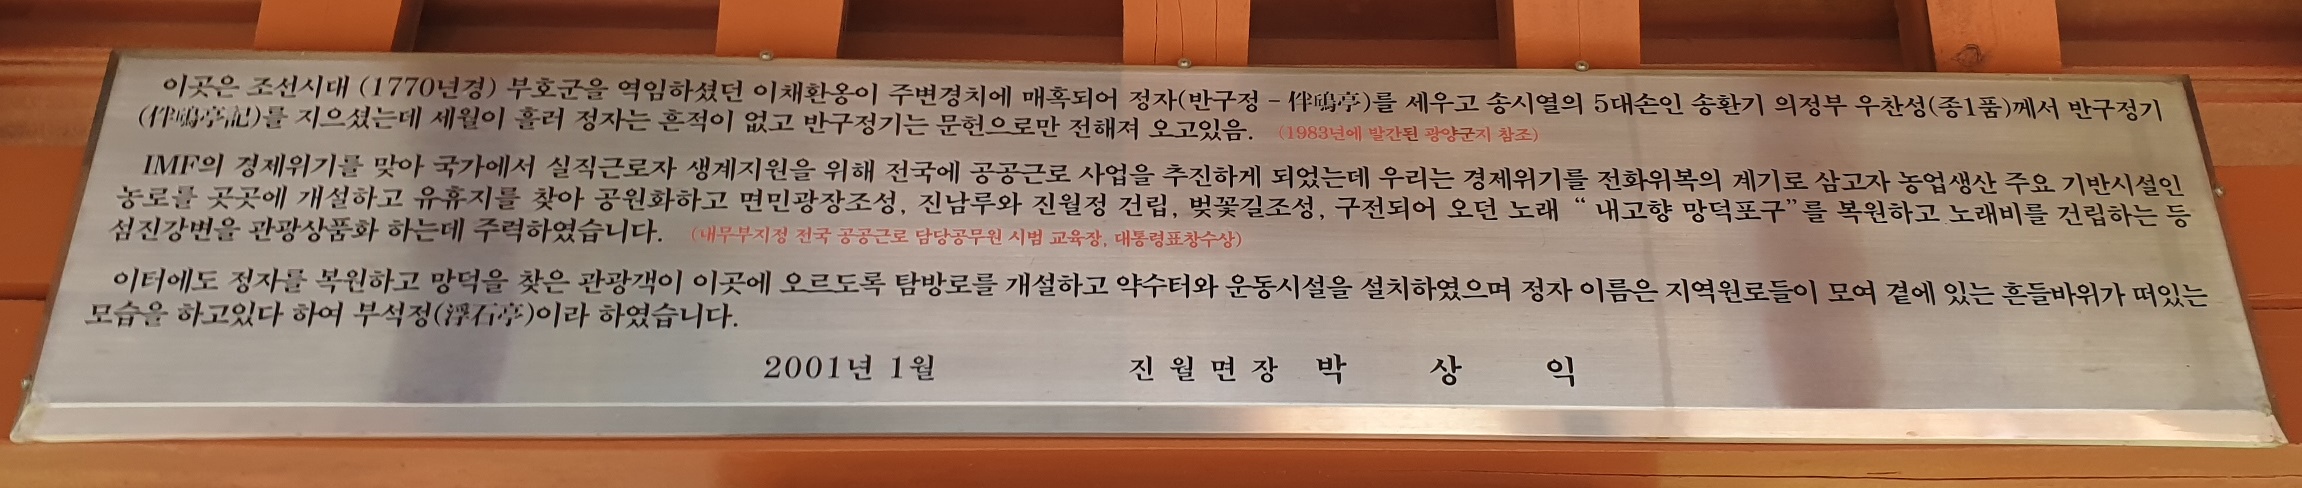 이곳은 조선시대 (1770년경) 부호군을 역임하셨던 이채환옹이 주변경치에 매혹되어 정자(반구정 - 伴鷗亭)를 세우고 송시열의 5대손인 송환기 의정부 우찬성(종1품)께서 반구정기
(伴鷗亭記)를 지으셨는데 세월이 흘러 정자는 흔적이 없고 반구정기는 문헌으로만 전해져 오고있음. (1983년에 발간된 광양군지 참조)
IMF의 경제위기를 맞아 국가에서 실직근로자 생계지원을 위해 전국에 공공근로 사업을 추진하게 되었는데 우리는 경제위기를 전화위복의 계기로 삼고자 농업생산 주요 기반시설인
농로를 곳곳에 개설하고 유휴지를 찾아 공원화하고 면민광장조성, 진남루와 진월정 건립, 벚꽃길조성, 구전되어 오던 노래 “ 내고향 망덕포구”를 복원하고 노래비를 건립하는 등
섬진강변을 관광상품화 하는데 주력하였습니다. (내무부지정 전국 공공근로 담당공무원 시범 교육장, 대통령표창수상)
이터에도 정자를 복원하고 망덕을 찾은 관광객이 이곳에 오르도록 탐방로를 개설하고 약수터와 운동시설을 설치하였으며 정자 이름은 지역원로들이 모여 곁에 있는 흔들바위가 떠있는
모습을 하고있다 하여 부석정(浮石亭)이라 하였습니다.
2001년 1월 진 월 면 장 박 상 익